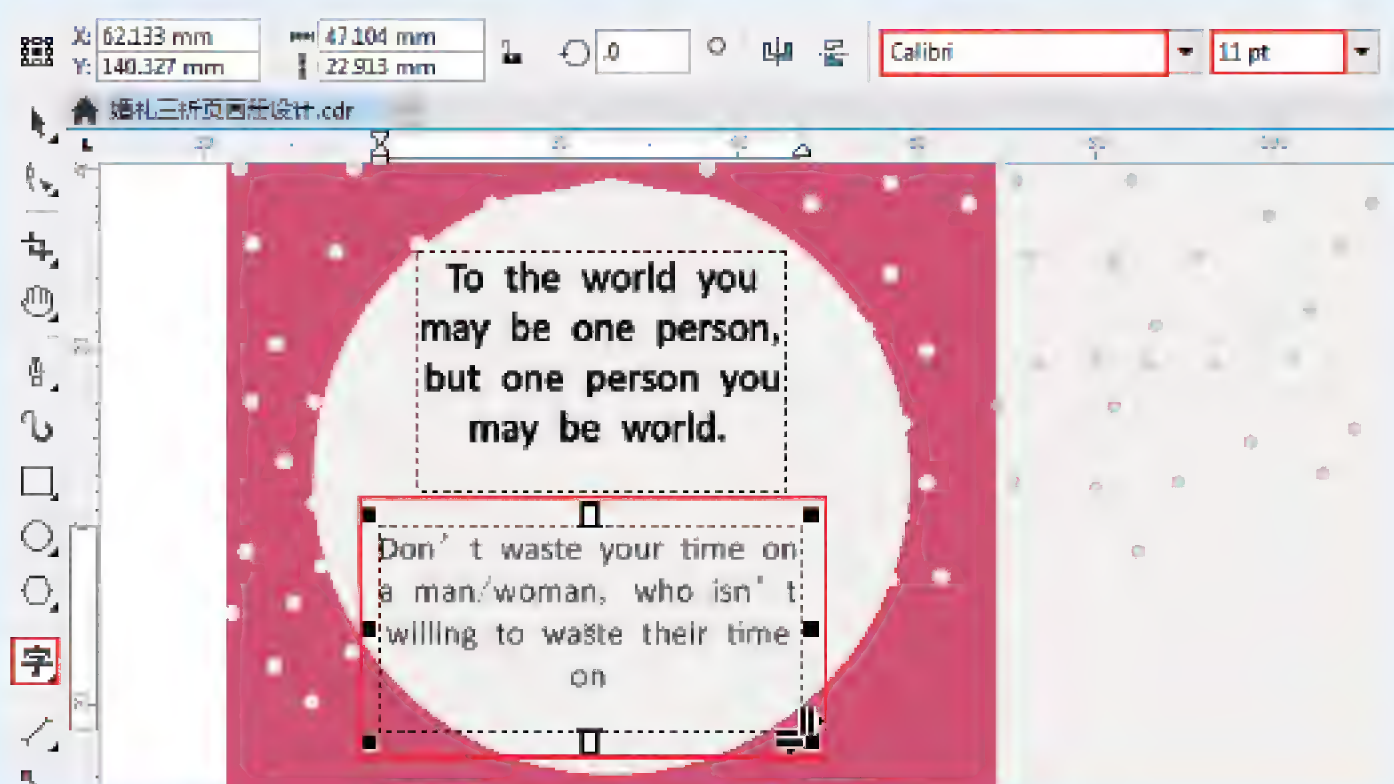 X: 62.133 mm 47.104 mm .0 Calibri 11 pt
Y: 140.327 mm 22.913 mm
婚礼三折页画册设计.cdr
To the world you
may be one person,
but one person you
may be world.
Don’ t waste your time on
a man/woman, who isn’ t
willing to waste their time
on
字